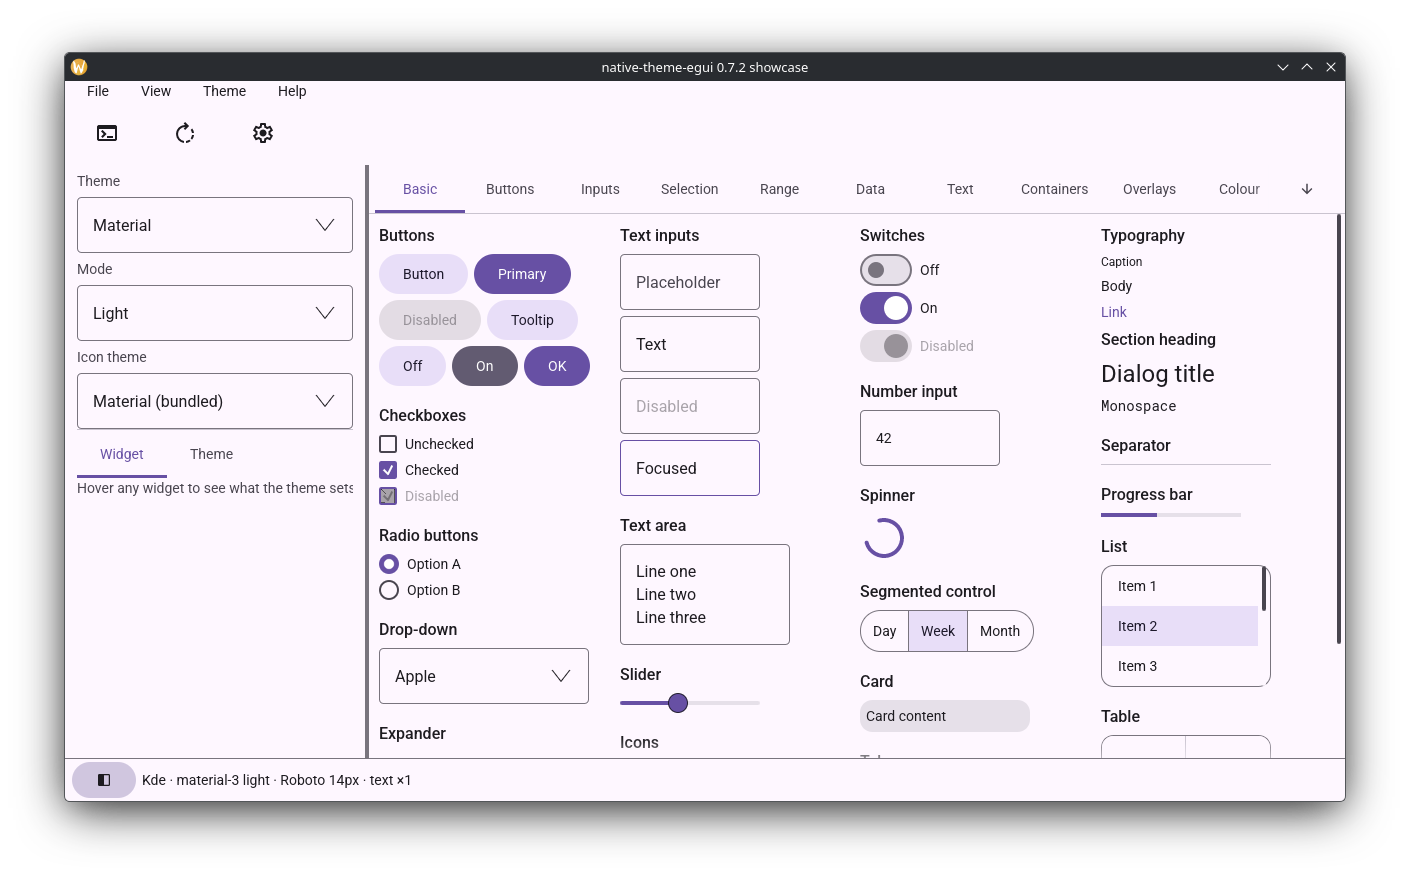 native-theme-egui 0.7.2 showcase
File View Theme Help
Theme
Material
Mode
Light
Icon theme
Material (bundled)
Widget Theme
Hover any widget to see what the theme sets
Basic Buttons Inputs Selection Range Data Text Containers Overlays Colour
Buttons
Button Primary
Disabled Tooltip
Off On OK
Checkboxes
Unchecked
Checked
Disabled
Radio buttons
Option A
Option B
Drop-down
Apple
Expander
Text inputs
Placeholder
Text
Disabled
Focused
Text area
Line one
Line two
Line three
Slider
Icons
Switches
Off
On
Disabled
Number input
42
Spinner
Segmented control
Day Week Month
Card
Card content
Typography
Caption
Body
Link
Section heading
Dialog title
Monospace
Separator
Progress bar
List
Item 1
Item 2
Item 3
Table
Kde · material-3 light · Roboto 14px · text ×1